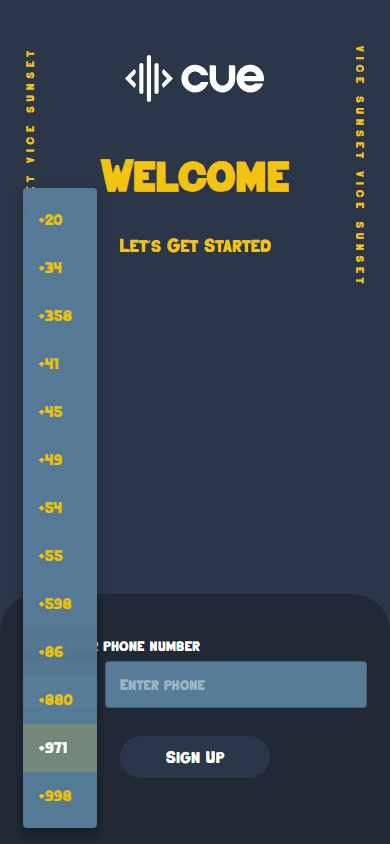 cue
VICE SUNSET VICE SUNSET
WELCOME
LET'S GET STARTED
+20
+34
+358
+41
+45
+49
+54
+55
+598
PHONE NUMBER
+86
ENTER PHONE
+880
+971
SIGN UP
+998
VICE SUNSET